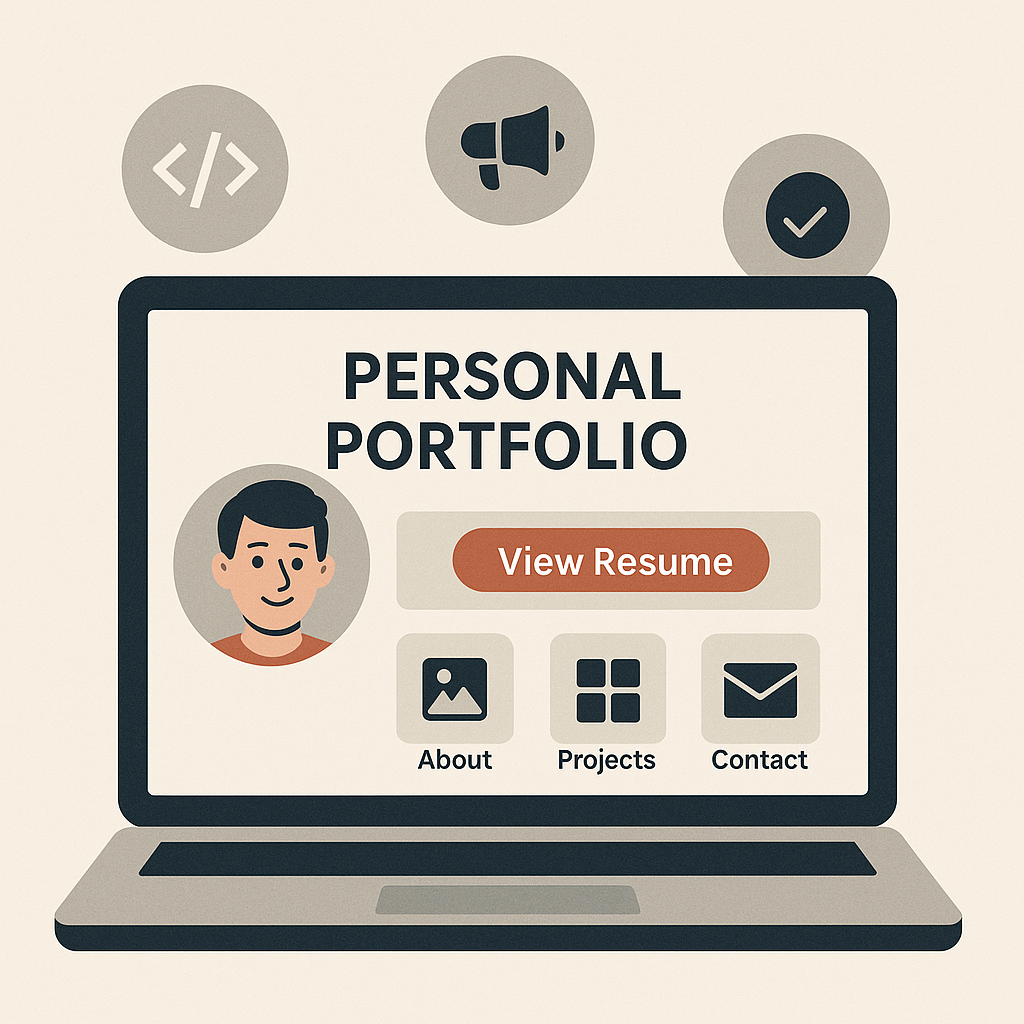 PERSONAL
PORTFOLIO
View Resume
About
Projects
Contact